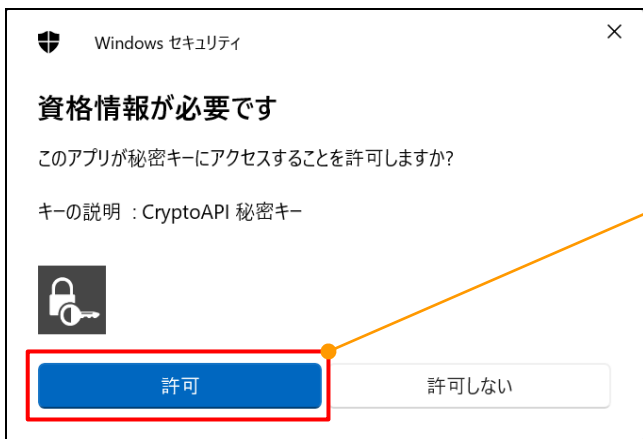 Windows セキュリティ
資格情報が必要です
このアプリが秘密キーにアクセスすることを許可しますか?
キーの説明 : CryptoAPI 秘密キー
許可
許可しない